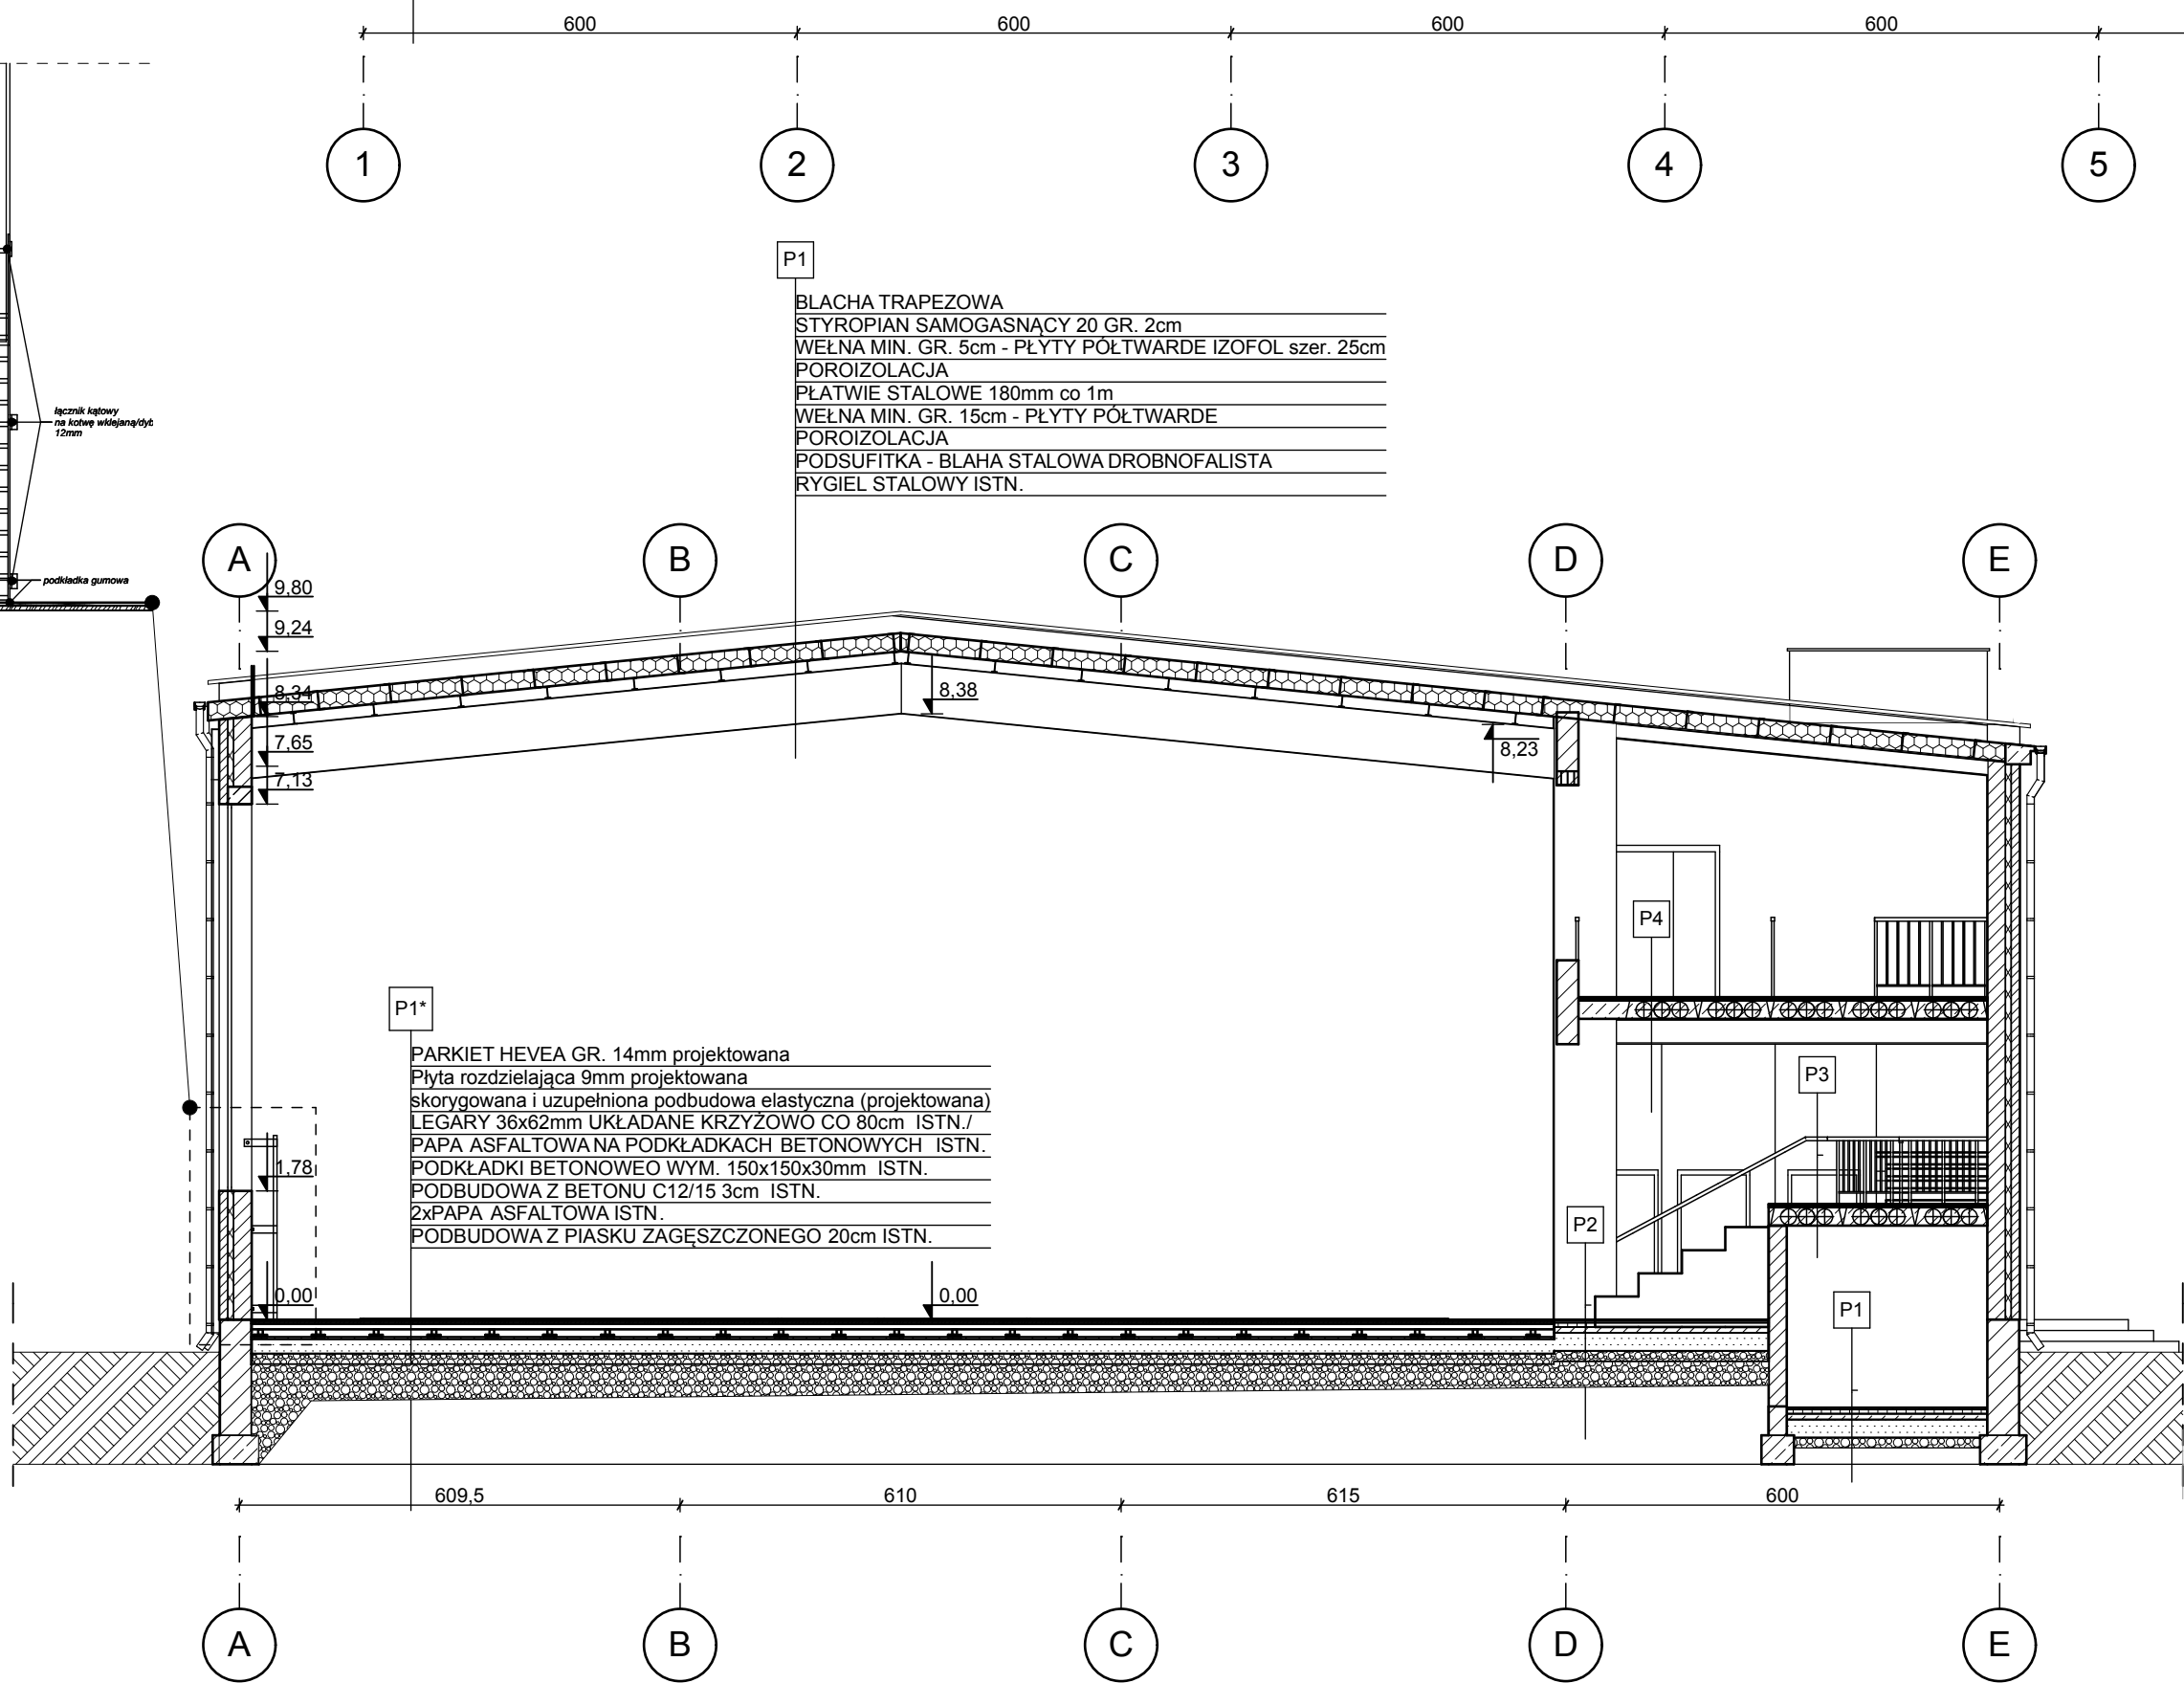 600
600
600
600
1
2
3
4
5
P1
BLACHA TRAPEZOWA
STYROPIAN SAMOGASNĄCY 20 GR. 2cm
WEŁNA MIN. GR. 5cm - PŁYTY PÓŁTWARDE IZOFOL szer. 25cm
POROIZOLACJA
PŁATWIE STALOWE 180mm co 1m
WEŁNA MIN. GR. 15cm - PŁYTY PÓŁTWARDE
POROIZOLACJA
PODSUFITKA - BLAHA STALOWA DROBNOFALISTA
RYGIEL STALOWY ISTN.
łącznik kątowy
na kotwę wklejaną/dyb.
12mm
podkładka gumowa
A
B
C
D
E
9,80
9,24
8,34
7,65
7,13
8,38
8,23
P4
P1*
PARKIET HEVEA GR. 14mm projektowana
Płyta rozdzielająca 9mm projektowana
skorygowana i uzupełniona podbudowa elastyczna (projektowana)
LEGARY 36x62mm UKŁADANE KRZYŻOWO CO 80cm ISTN./
PAPA ASFALTOWA NA PODKŁADKACH BETONOWYCH ISTN.
PODKŁADKI BETONOWEO WYM. 150x150x30mm ISTN.
PODBUDOWA Z BETONU C12/15 3cm ISTN.
2xPAPA ASFALTOWA ISTN.
PODBUDOWA Z PIASKU ZAGĘSZCZONEGO 20cm ISTN.
P3
P2
P1
1,78
0,00
0,00
609,5
610
615
600
A
B
C
D
E